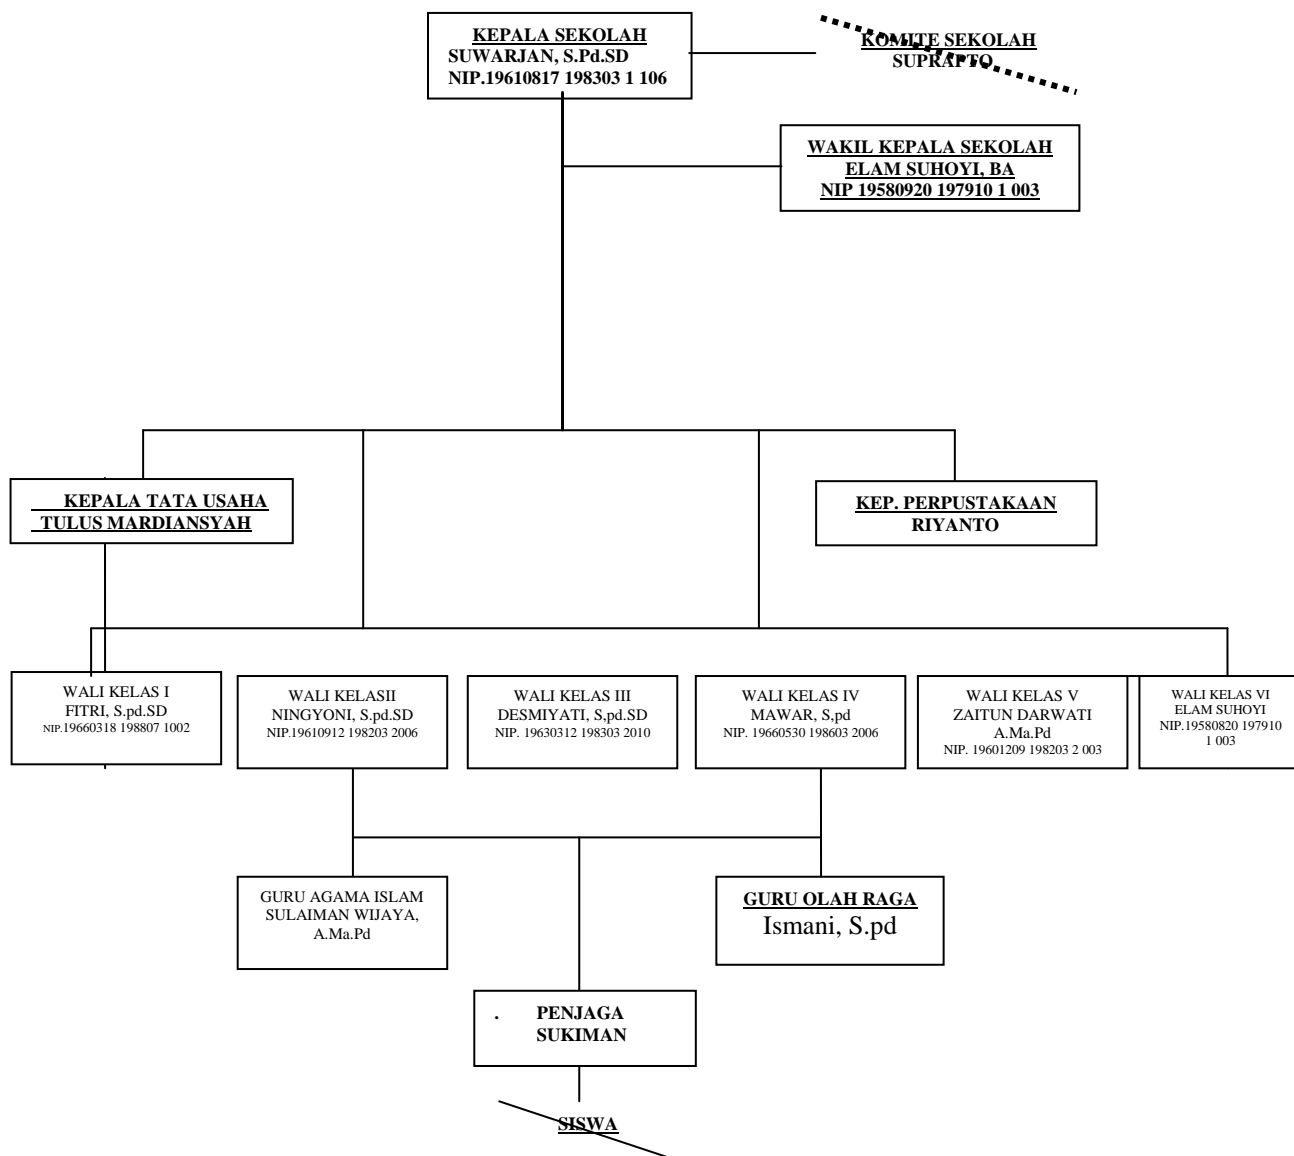 KEPALA SEKOLAH
SUWARJAN, S.Pd.SD
NIP.19610817 198303 1 106
KOMITE SEKOLAH
SUPRAPTO
WAKIL KEPALA SEKOLAH
ELAM SUHOYI, BA
NIP 19580920 197910 1 003
KEPALA TATA USAHA
TULUS MARDIANSYAH
KEP. PERPUSTAKAAN
RIYANTO
WALI KELAS I
FITRI, S.pd.SD
NIP.19660318 198807 1002
WALI KELASII
NINGYONI, S.pd.SD
NIP.19610912 198203 2006
WALI KELAS III
DESMIYATI, S,pd.SD
NIP. 19630312 198303 2010
WALI KELAS IV
MAWAR, S,pd
NIP. 19660530 198603 2006
WALI KELAS V
ZAITUN DARWATI
A.Ma.Pd
NIP. 19601209 198203 2 003
WALI KELAS VI
ELAM SUHOYI
NIP.19580820 197910
1 003
GURU AGAMA ISLAM
SULAIMAN WIJAYA,
A.Ma.Pd
GURU OLAH RAGA
Ismani, S.pd
. PENJAGA
SUKIMAN
SISWA